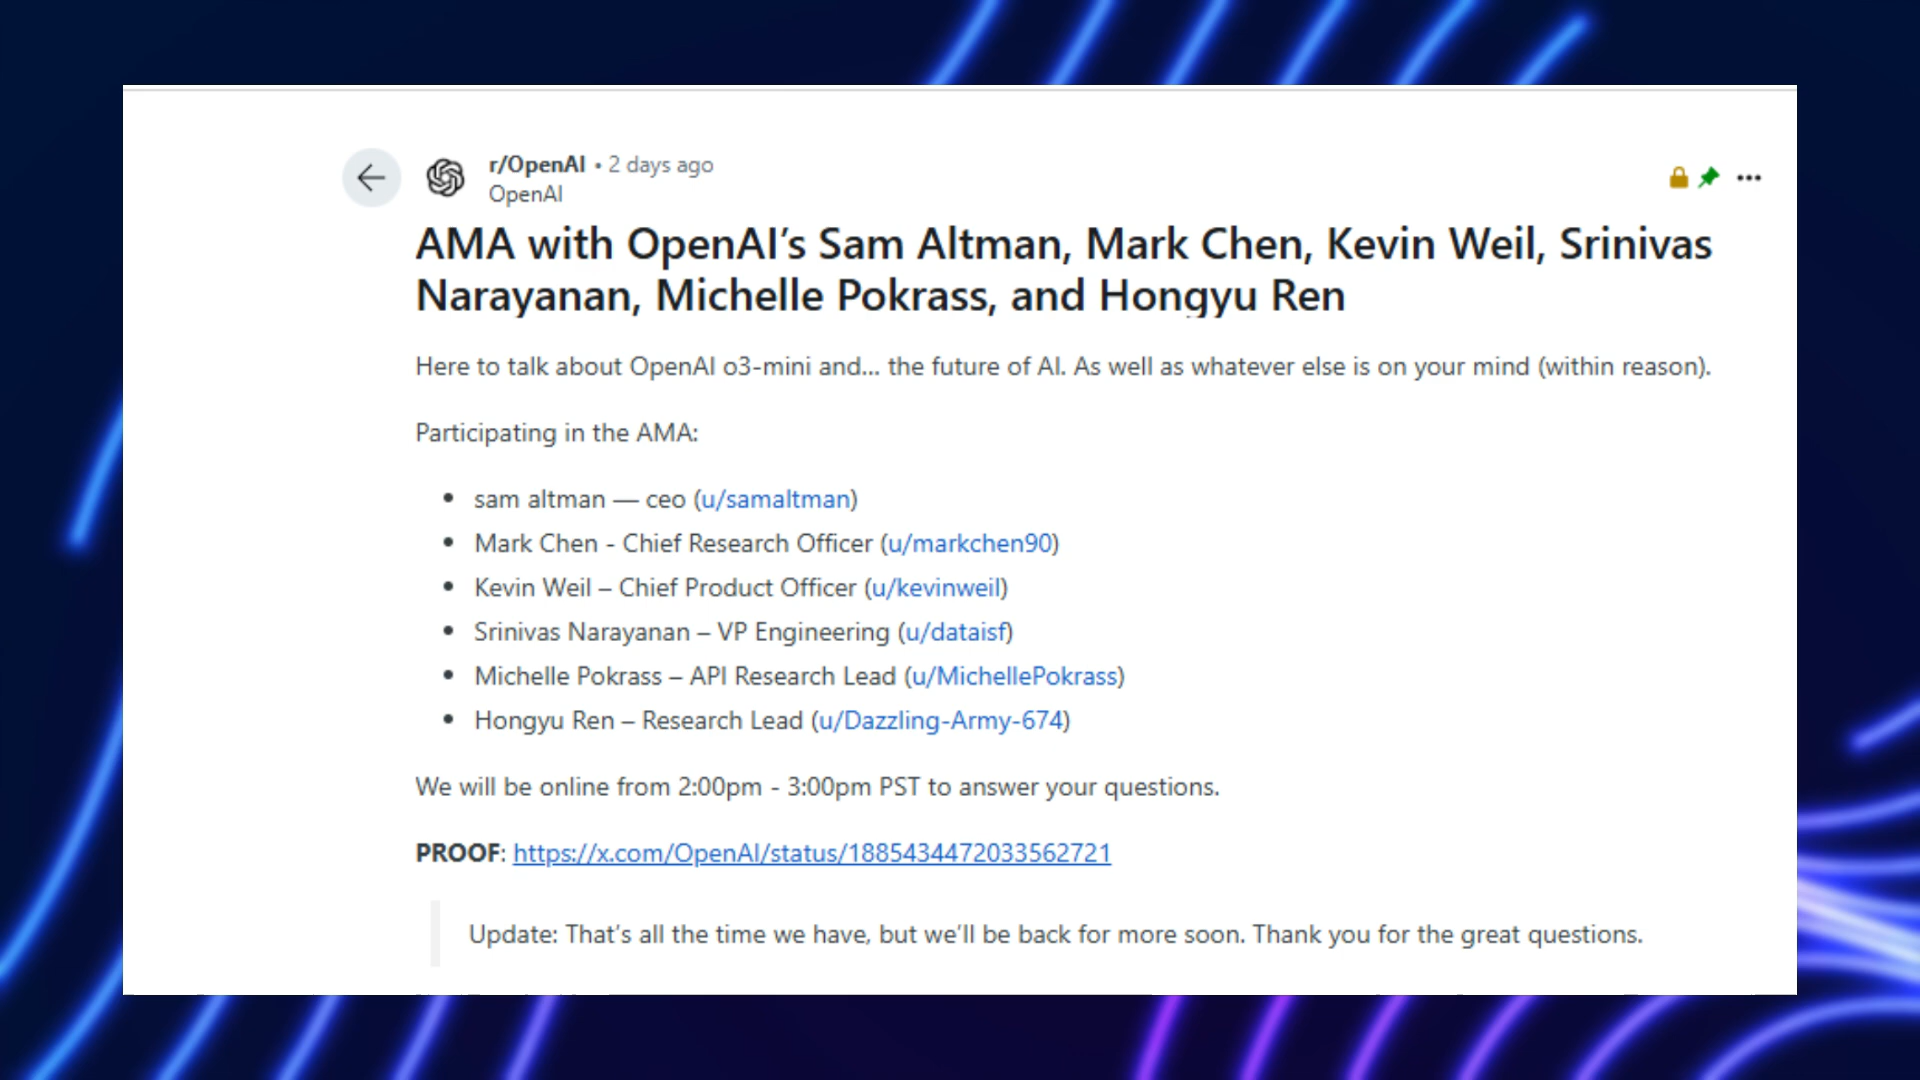 r/OpenAI • 2 days ago
OpenAI
AMA with OpenAI’s Sam Altman, Mark Chen, Kevin Weil, Srinivas
Narayanan, Michelle Pokrass, and Hongyu Ren
Here to talk about OpenAI o3-mini and... the future of AI. As well as whatever else is on your mind (within reason).
Participating in the AMA:
• sam altman — ceo (u/samaltman)
• Mark Chen - Chief Research Officer (u/markchen90)
• Kevin Weil – Chief Product Officer (u/kevinweil)
• Srinivas Narayanan – VP Engineering (u/dataisf)
• Michelle Pokrass – API Research Lead (u/MichellePokrass)
• Hongyu Ren – Research Lead (u/Dazzling-Army-674)
We will be online from 2:00pm - 3:00pm PST to answer your questions.
PROOF: https://x.com/OpenAI/status/1885434472033562721
Update: That’s all the time we have, but we’ll be back for more soon. Thank you for the great questions.